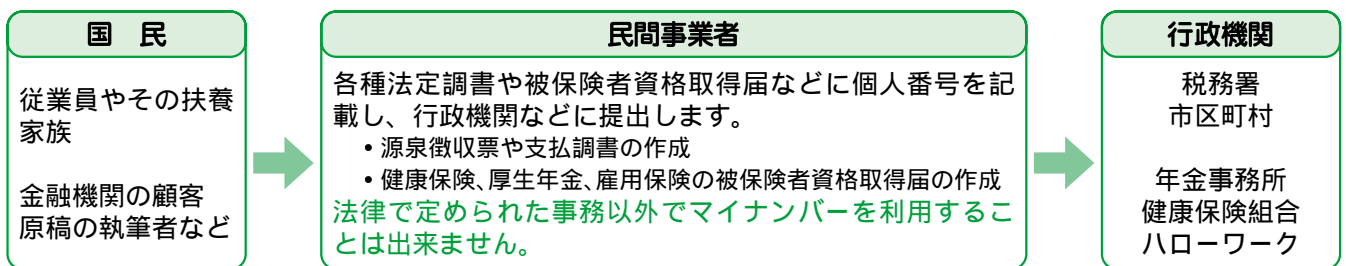 国　民
従業員やその扶養
家族
金融機関の顧客
原稿の執筆者など
民間事業者
各種法定調書や被保険者資格取得届などに個人番号を記
載し、行政機関などに提出します。
・源泉徴収票や支払調書の作成
・健康保険、厚生年金、雇用保険の被保険者資格取得届の作成
法律で定められた事務以外でマイナンバーを利用するこ
とは出来ません。
行政機関
税務署
市区町村
年金事務所
健康保険組合
ハローワーク